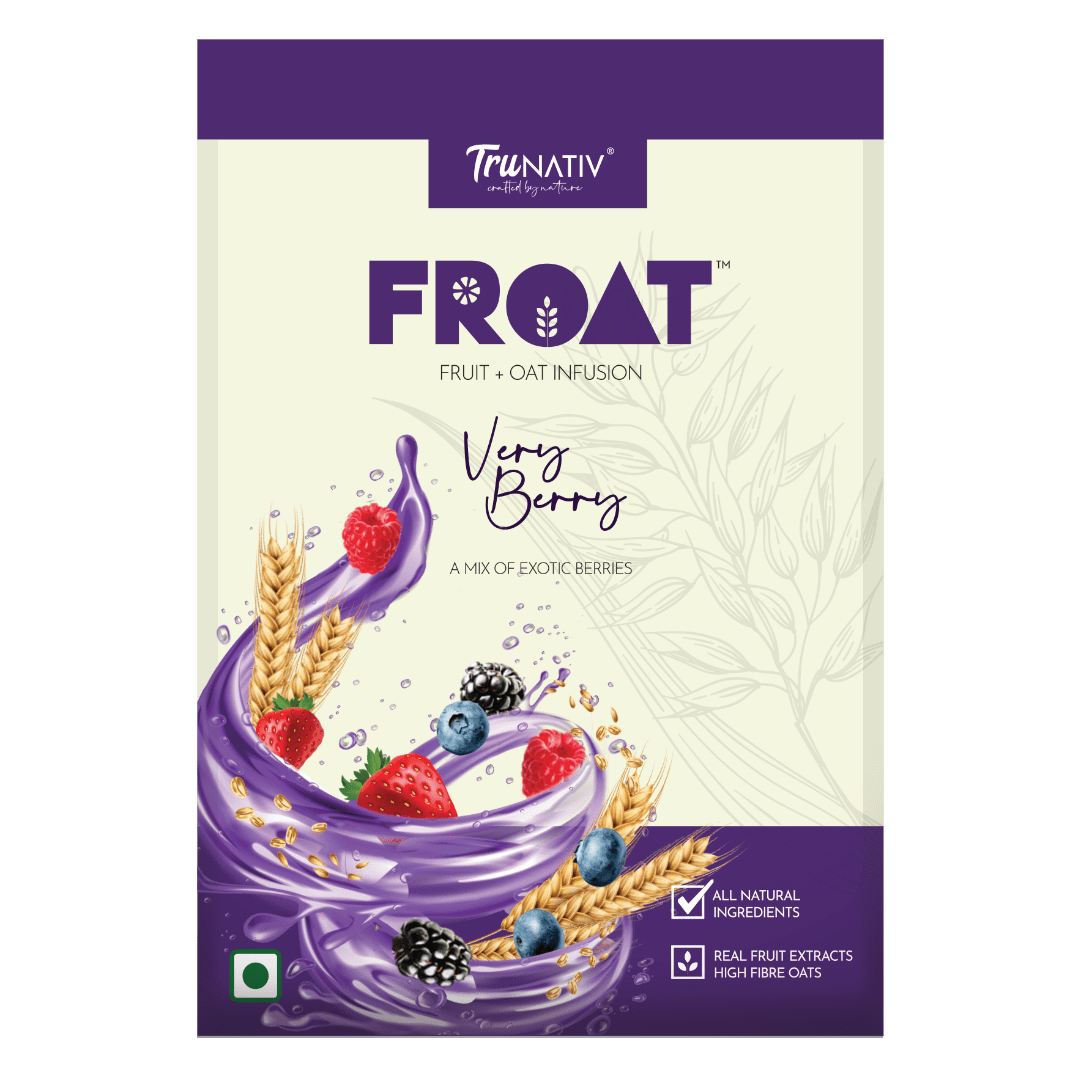 TruNATIV®
crafted by nature
FROAT™
FRUIT + OAT INFUSION
Very
Berry
A MIX OF EXOTIC BERRIES
ALL NATURAL
INGREDIENTS
REAL FRUIT EXTRACTS
HIGH FIBRE OATS